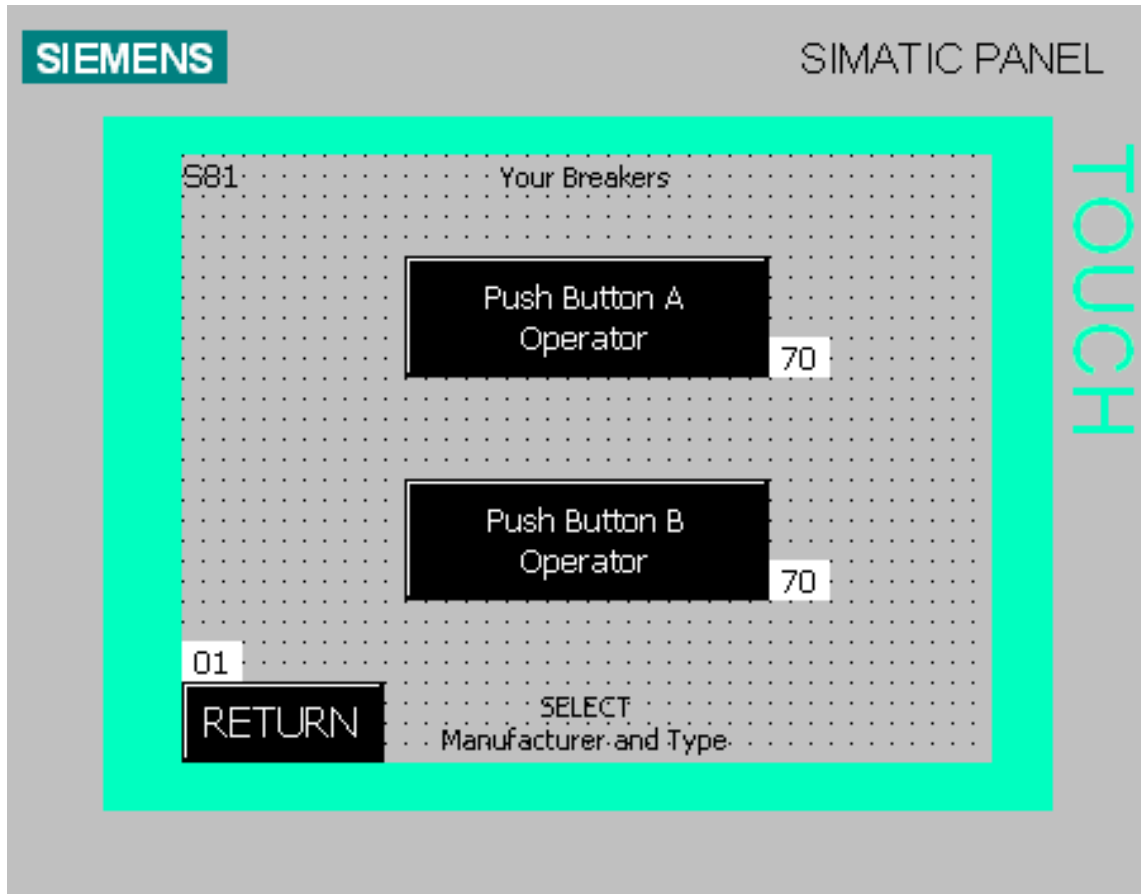 SIEMENS
SIMATIC PANEL
TOUCH
S81
Your Breakers
Push Button A
Operator
70
Push Button B
Operator
70
01
RETURN
SELECT
Manufacturer and Type